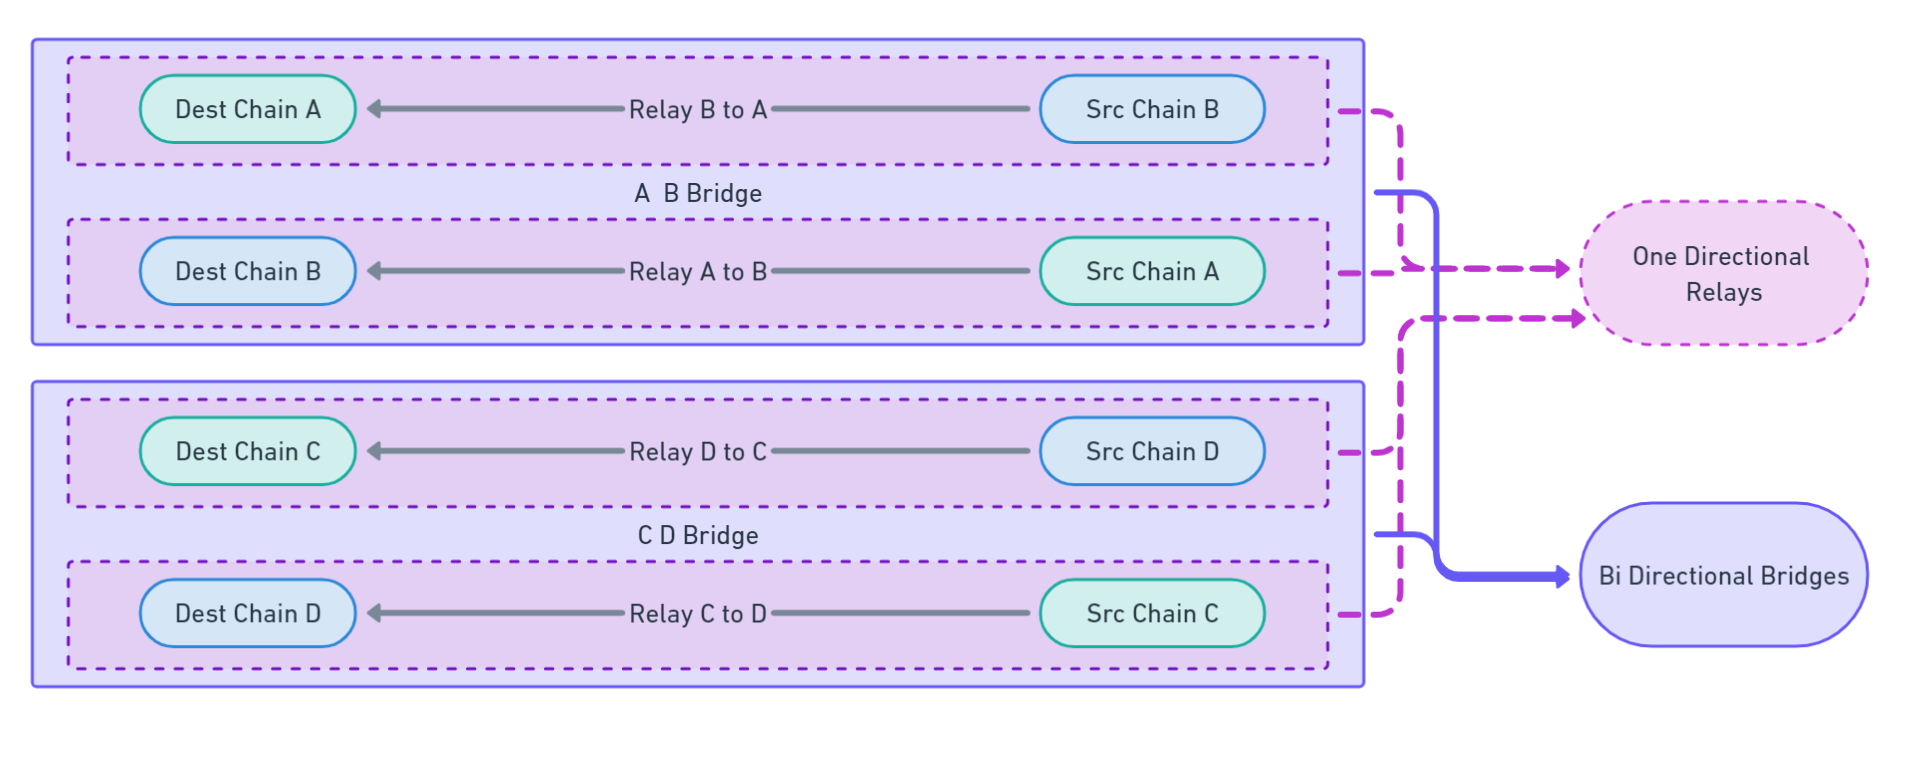 Dest Chain A
Relay B to A
Src Chain B
A B Bridge
Dest Chain B
Relay A to B
Src Chain A
One Directional
Relays
Dest Chain C
Relay D to C
Src Chain D
C D Bridge
Dest Chain D
Relay C to D
Src Chain C
Bi Directional Bridges